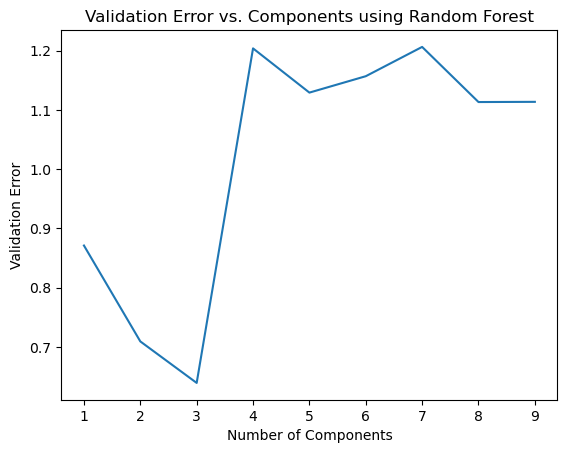 Validation Error vs. Components using Random Forest
1.2
1.1
1.0
0.9
0.8
0.7
Validation Error
1 2 3 4 5 6 7 8 9
Number of Components